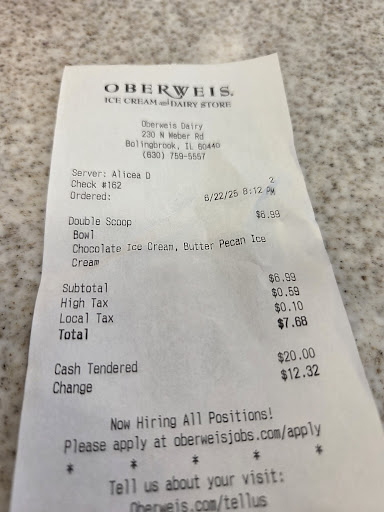 OBERWEIS.
ICE CREAM and DAIRY STORE
Oberweis Dairy
230 N Weber Rd
Bolingbrook, IL 60440
(630) 759-5557
Server: Alicea D
Check #162 2
Ordered: 6/22/25 8:12 PM
Double Scoop $6.99
Bowl
Chocolate Ice Cream, Butter Pecan Ice
Cream
Subtotal $6.99
High Tax $0.59
Local Tax $0.10
Total $7.68
Cash Tendered $20.00
Change $12.32
Now Hiring All Positions!
Please apply at oberweisjobs.com/apply
* * * * *
Tell us about your visit:
Oberweis.com/tellus